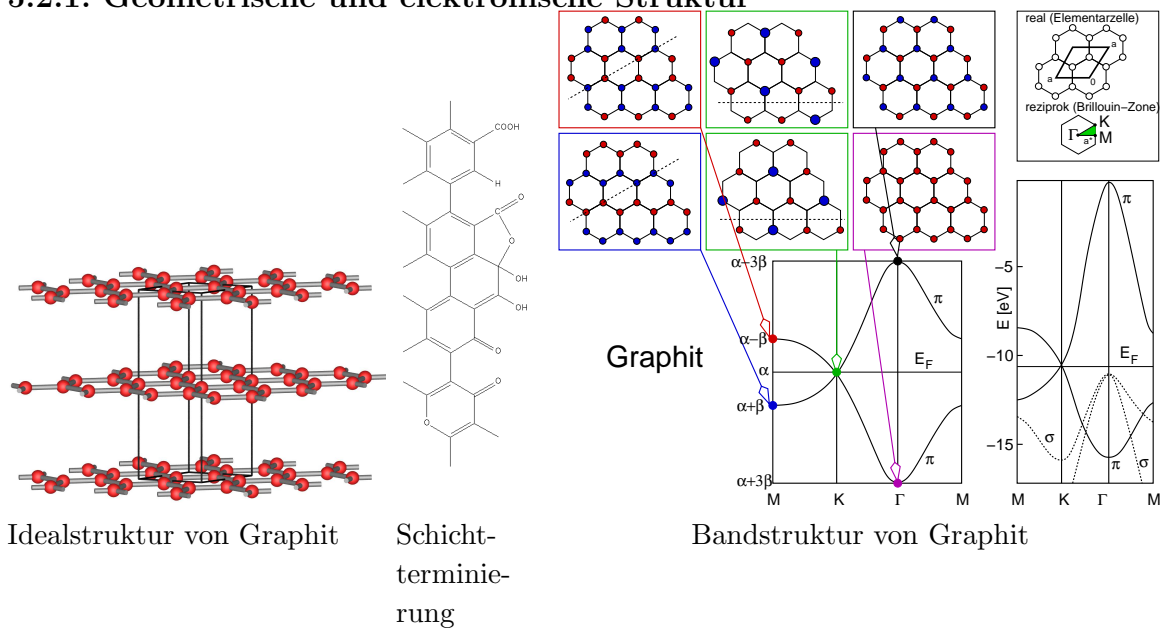 3.2.1. Geometrische und elektronische Struktur
real (Elementarzelle)
a
a
0
reziprok (Brillouin−Zone)
K
Γ
M
a*
COOH
H
C
O
O
OH
OH
O
O
O
Graphit
α−3β
α−β
α
α+β
α+3β
π
E_F
π
M
K
Γ
M
E [eV]
−5
−10
−15
π
E_F
σ
π
σ
M
K
Γ
M
Idealstruktur von Graphit
Schicht-
terminie-
rung
Bandstruktur von Graphit